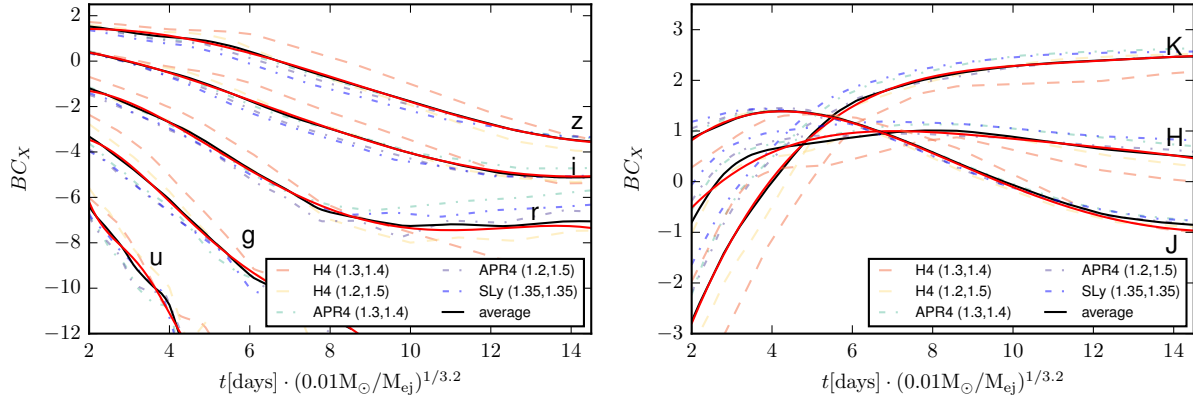 2
0
−2
−4
−6
−8
−10
−12
BC_X
2 4 6 8 10 12 14
t[days] · (0.01M_⊙/M_ej)^{1/3.2}
z
i
r
g
u
H4 (1.3,1.4)
H4 (1.2,1.5)
APR4 (1.3,1.4)
APR4 (1.2,1.5)
SLy (1.35,1.35)
average
3
2
1
0
−1
−2
−3
BC_X
2 4 6 8 10 12 14
t[days] · (0.01M_⊙/M_ej)^{1/3.2}
K
H
J
H4 (1.3,1.4)
H4 (1.2,1.5)
APR4 (1.3,1.4)
APR4 (1.2,1.5)
SLy (1.35,1.35)
average